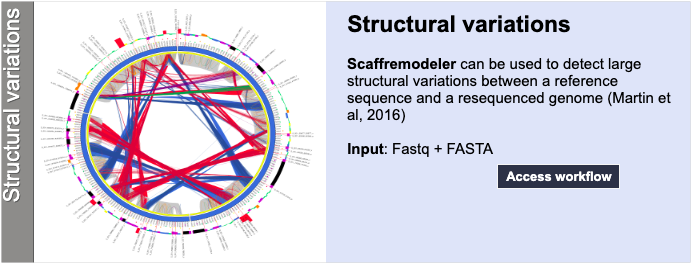 Structural variations
Structural variations
Scaffremodeler can be used to detect large
structural variations between a reference
sequence and a resequenced genome (Martin et
al, 2016)
Input: Fastq + FASTA
Access workflow